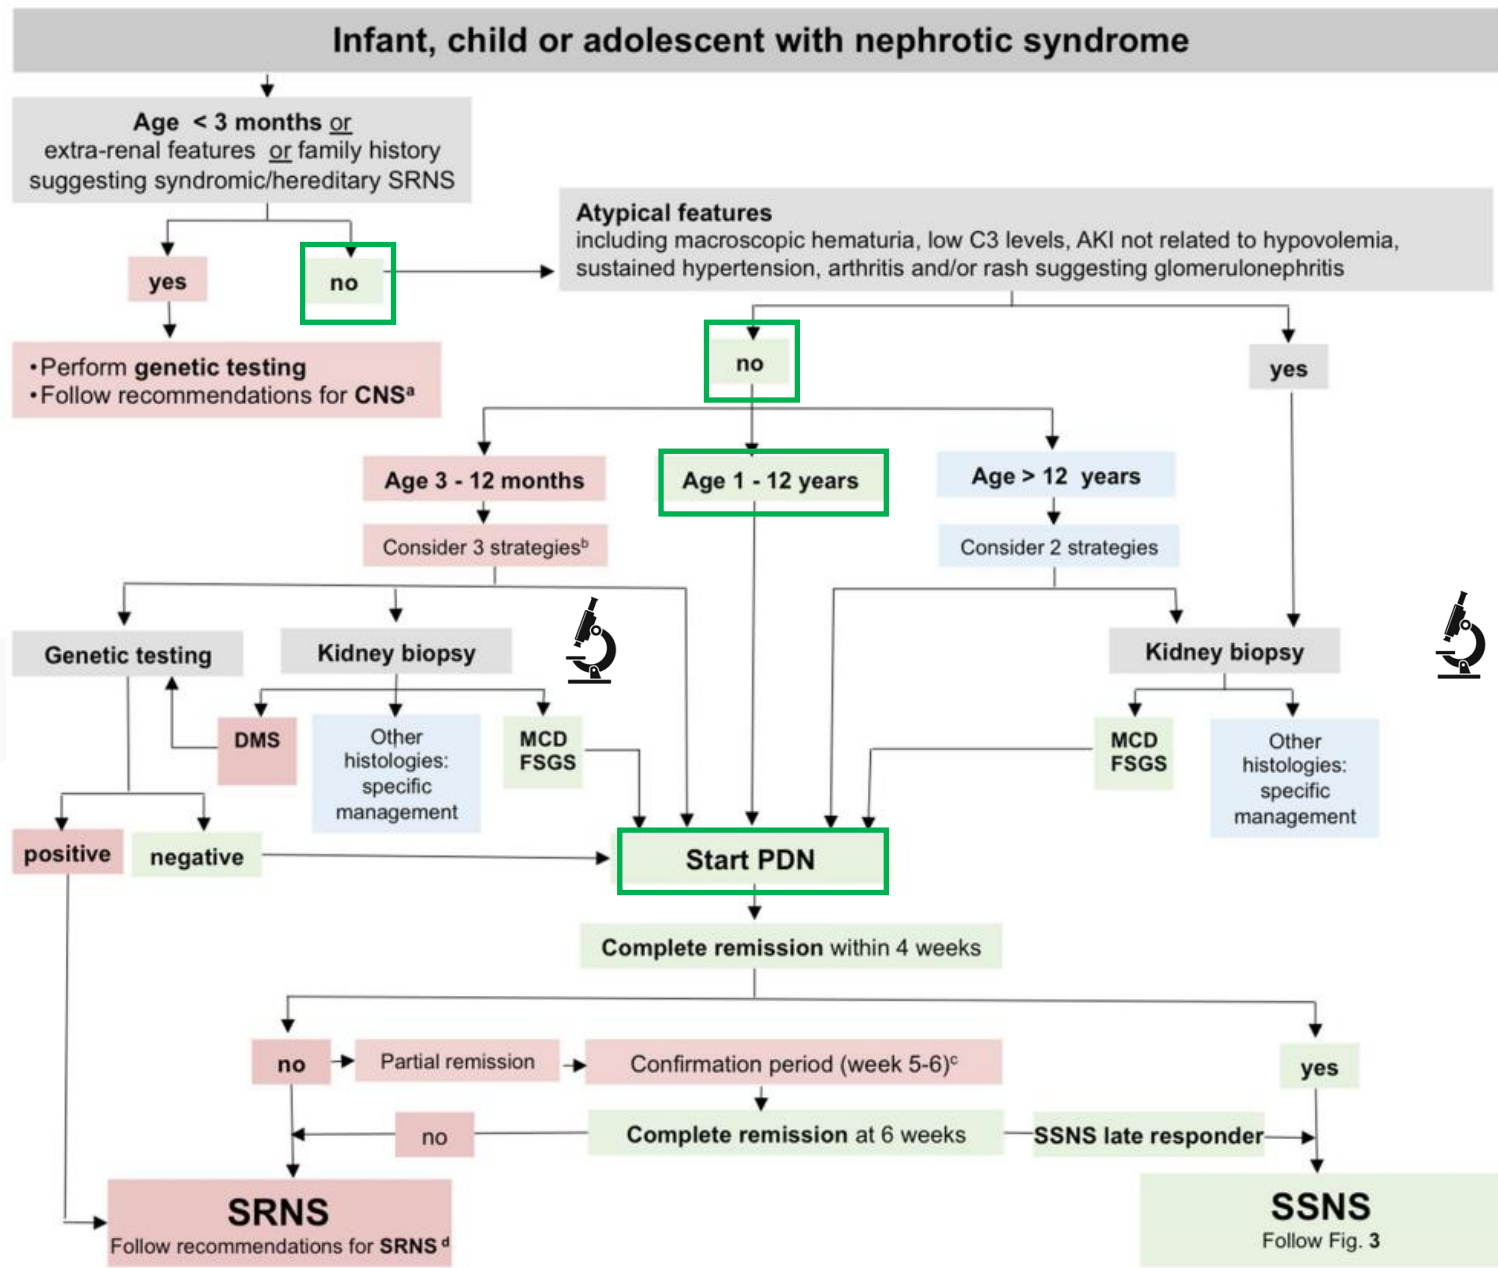 Infant, child or adolescent with nephrotic syndrome
Age < 3 months or
extra-renal features or family history
suggesting syndromic/hereditary SRNS
Atypical features
including macroscopic hematuria, low C3 levels, AKI not related to hypovolemia,
sustained hypertension, arthritis and/or rash suggesting glomerulonephritis
yes
no
•Perform genetic testing
•Follow recommendations for CNSᵃ
no
yes
Age 3 - 12 months
Age 1 - 12 years
Age > 12 years
Consider 3 strategiesᵇ
Consider 2 strategies
Genetic testing
Kidney biopsy
Kidney biopsy
DMS
Other
histologies:
specific
management
MCD
FSGS
MCD
FSGS
Other
histologies:
specific
management
positive
negative
Start PDN
Complete remission within 4 weeks
no
Partial remission
Confirmation period (week 5-6)ᶜ
yes
no
Complete remission at 6 weeks
SSNS late responder
SRNS
Follow recommendations for SRNS ᵈ
SSNS
Follow Fig. 3